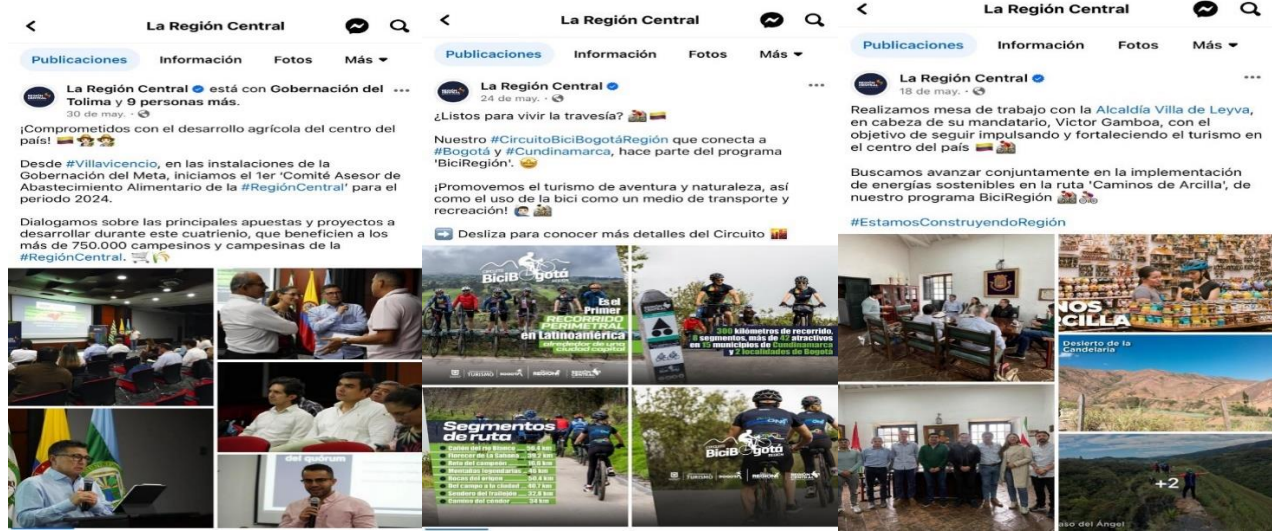 La Región Central
Publicaciones Información Fotos Más
La Región Central está con Gobernación del
Tolima y 9 personas más.
30 de may.
¡Comprometidos con el desarrollo agrícola del centro del
país!
Desde #Villavicencio, en las instalaciones de la
Gobernación del Meta, iniciamos el 1er 'Comité Asesor de
Abastecimiento Alimentario de la #RegiónCentral' para el
periodo 2024.
Dialogamos sobre las principales apuestas y proyectos a
desarrollar durante este cuatrienio, que beneficien a los
más de 750.000 campesinos y campesinas de la
#RegiónCentral.
del quórum
La Región Central
Publicaciones Información Fotos Más
La Región Central
24 de may.
¿Listos para vivir la travesía?
Nuestro #CircuitoBiciBogotáRegión que conecta a
#Bogotá y #Cundinamarca, hace parte del programa
'BiciRegión'.
¡Promovemos el turismo de aventura y naturaleza, así
como el uso de la bici como un medio de transporte y
recreación!
Desliza para conocer más detalles del Circuito
BiciBogotá
Es el
Primer
RECORRIDO
PERIMETRAL
en Latinoamérica
alrededor de una
ciudad capital
300 kilómetros de recorrido,
8 segmentos, más de 42 atractivos
en 15 municipios de Cundinamarca
y 2 localidades de Bogotá
Segmentos
de ruta
BiciBogotá
La Región Central
Publicaciones Información Fotos Más
La Región Central
18 de may.
Realizamos mesa de trabajo con la Alcaldía Villa de Leyva,
en cabeza de su mandatario, Victor Gamboa, con el
objetivo de seguir impulsando y fortaleciendo el turismo en
el centro del país
Buscamos avanzar conjuntamente en la implementación
de energías sostenibles en la ruta 'Caminos de Arcilla', de
nuestro programa BiciRegión
#EstamosConstruyendoRegión
NOS
CILLA
Desierto de la
Candelaria
+2
aso del Ángel